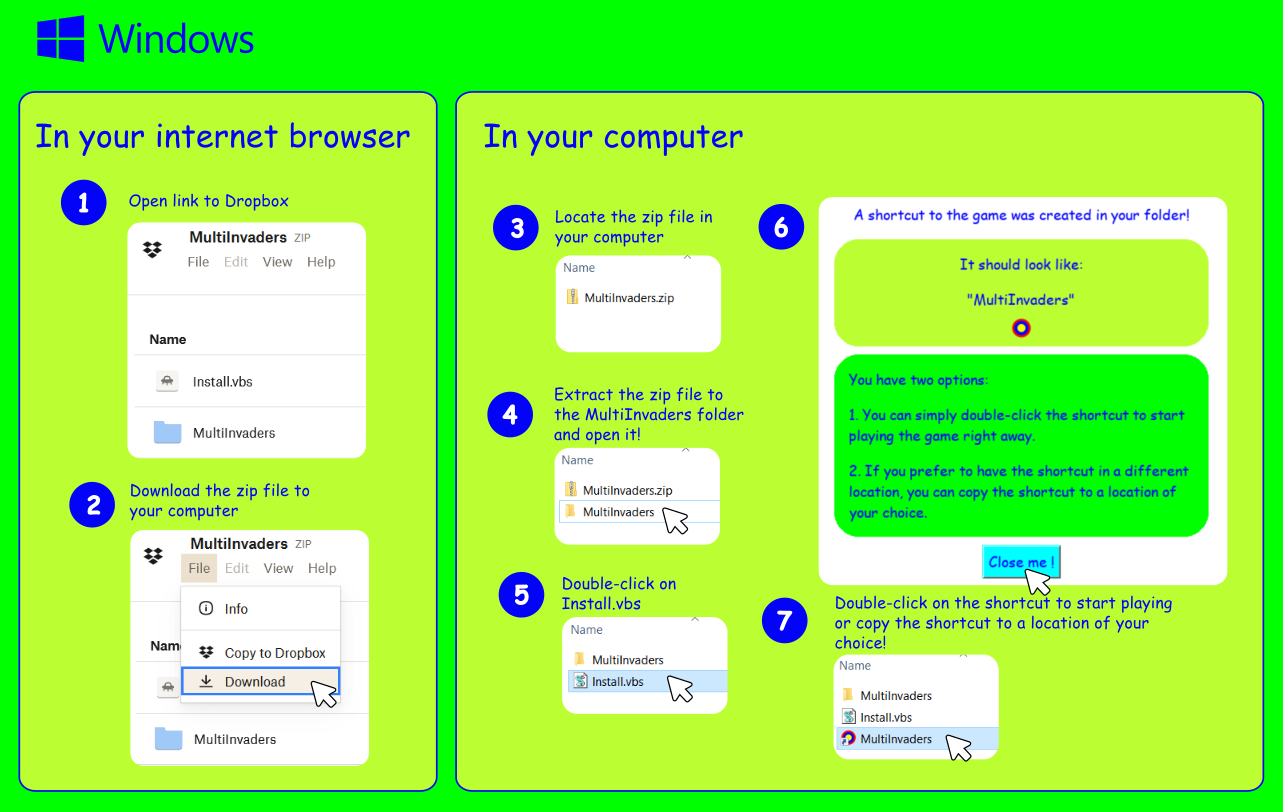 Windows
In your internet browser
1
Open link to Dropbox
MultiInvaders ZIP
File Edit View Help
Name
Install.vbs
MultiInvaders
2
Download the zip file to
your computer
MultiInvaders ZIP
File Edit View Help
Info
Nam
Copy to Dropbox
Download
MultiInvaders
In your computer
3
Locate the zip file in
your computer
Name
MultiInvaders.zip
4
Extract the zip file to
the MultiInvaders folder
and open it!
Name
MultiInvaders.zip
MultiInvaders
5
Double-click on
Install.vbs
Name
MultiInvaders
Install.vbs
6
A shortcut to the game was created in your folder!
It should look like:
"MultiInvaders"
You have two options:
1. You can simply double-click the shortcut to start
playing the game right away.
2. If you prefer to have the shortcut in a different
location, you can copy the shortcut to a location of
your choice.
Close me !
7
Double-click on the shortcut to start playing
or copy the shortcut to a location of your
choice!
Name
MultiInvaders
Install.vbs
MultiInvaders